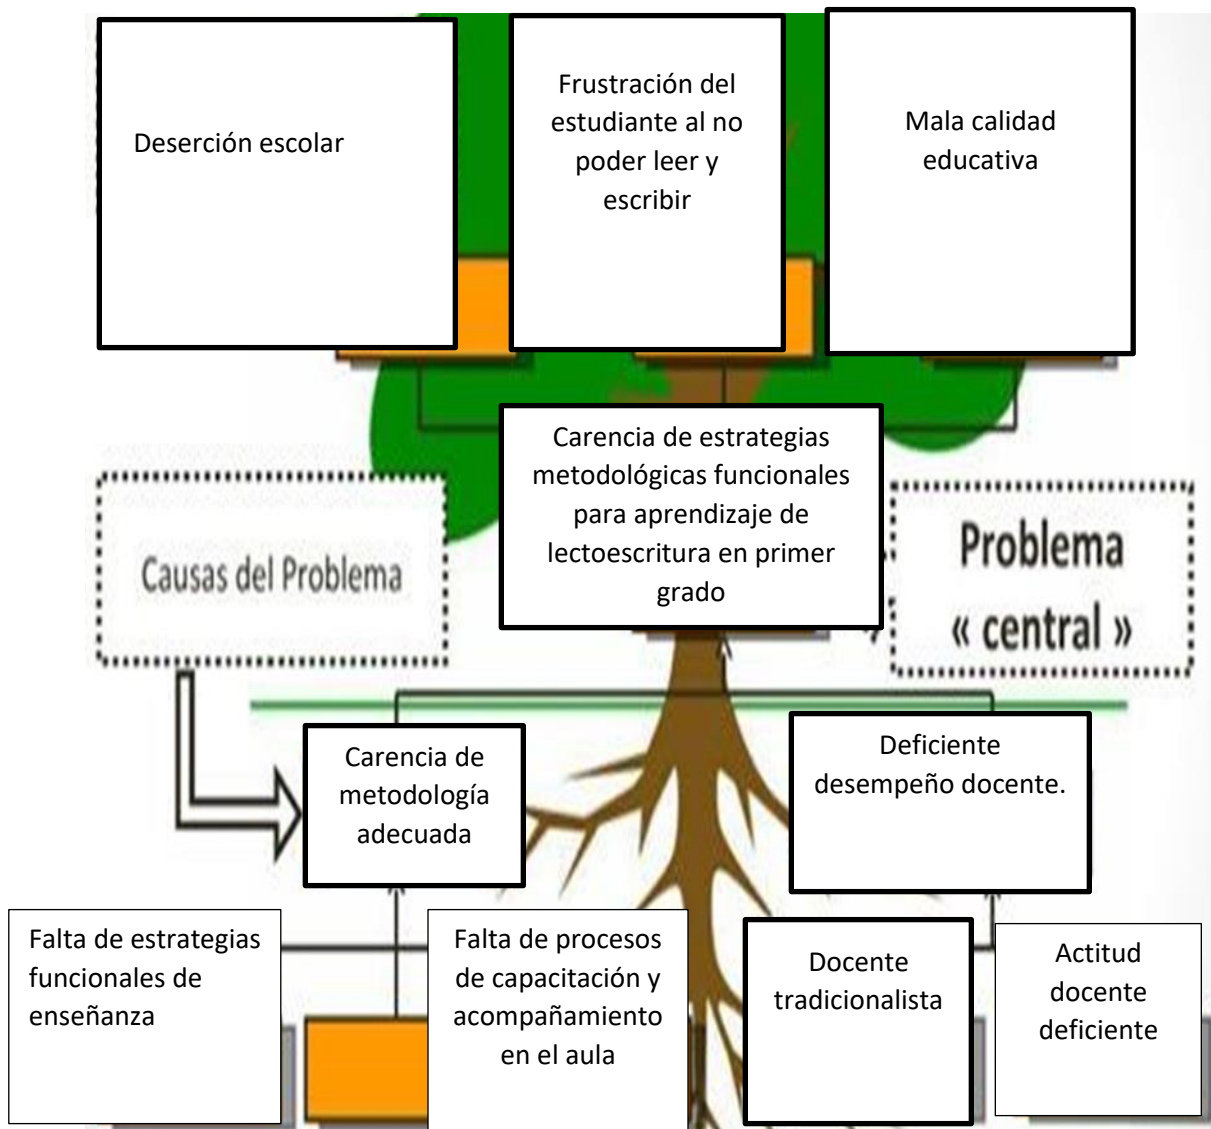 Deserción escolar
Frustración del
estudiante al no
poder leer y
escribir
Mala calidad
educativa
Carencia de estrategias
metodológicas funcionales
para aprendizaje de
lectoescritura en primer
grado
Causas del Problema
Problema
« central »
Carencia de
metodología
adecuada
Deficiente
desempeño docente.
Falta de estrategias
funcionales de
enseñanza
Falta de procesos
de capacitación y
acompañamiento
en el aula
Docente
tradicionalista
Actitud
docente
deficiente